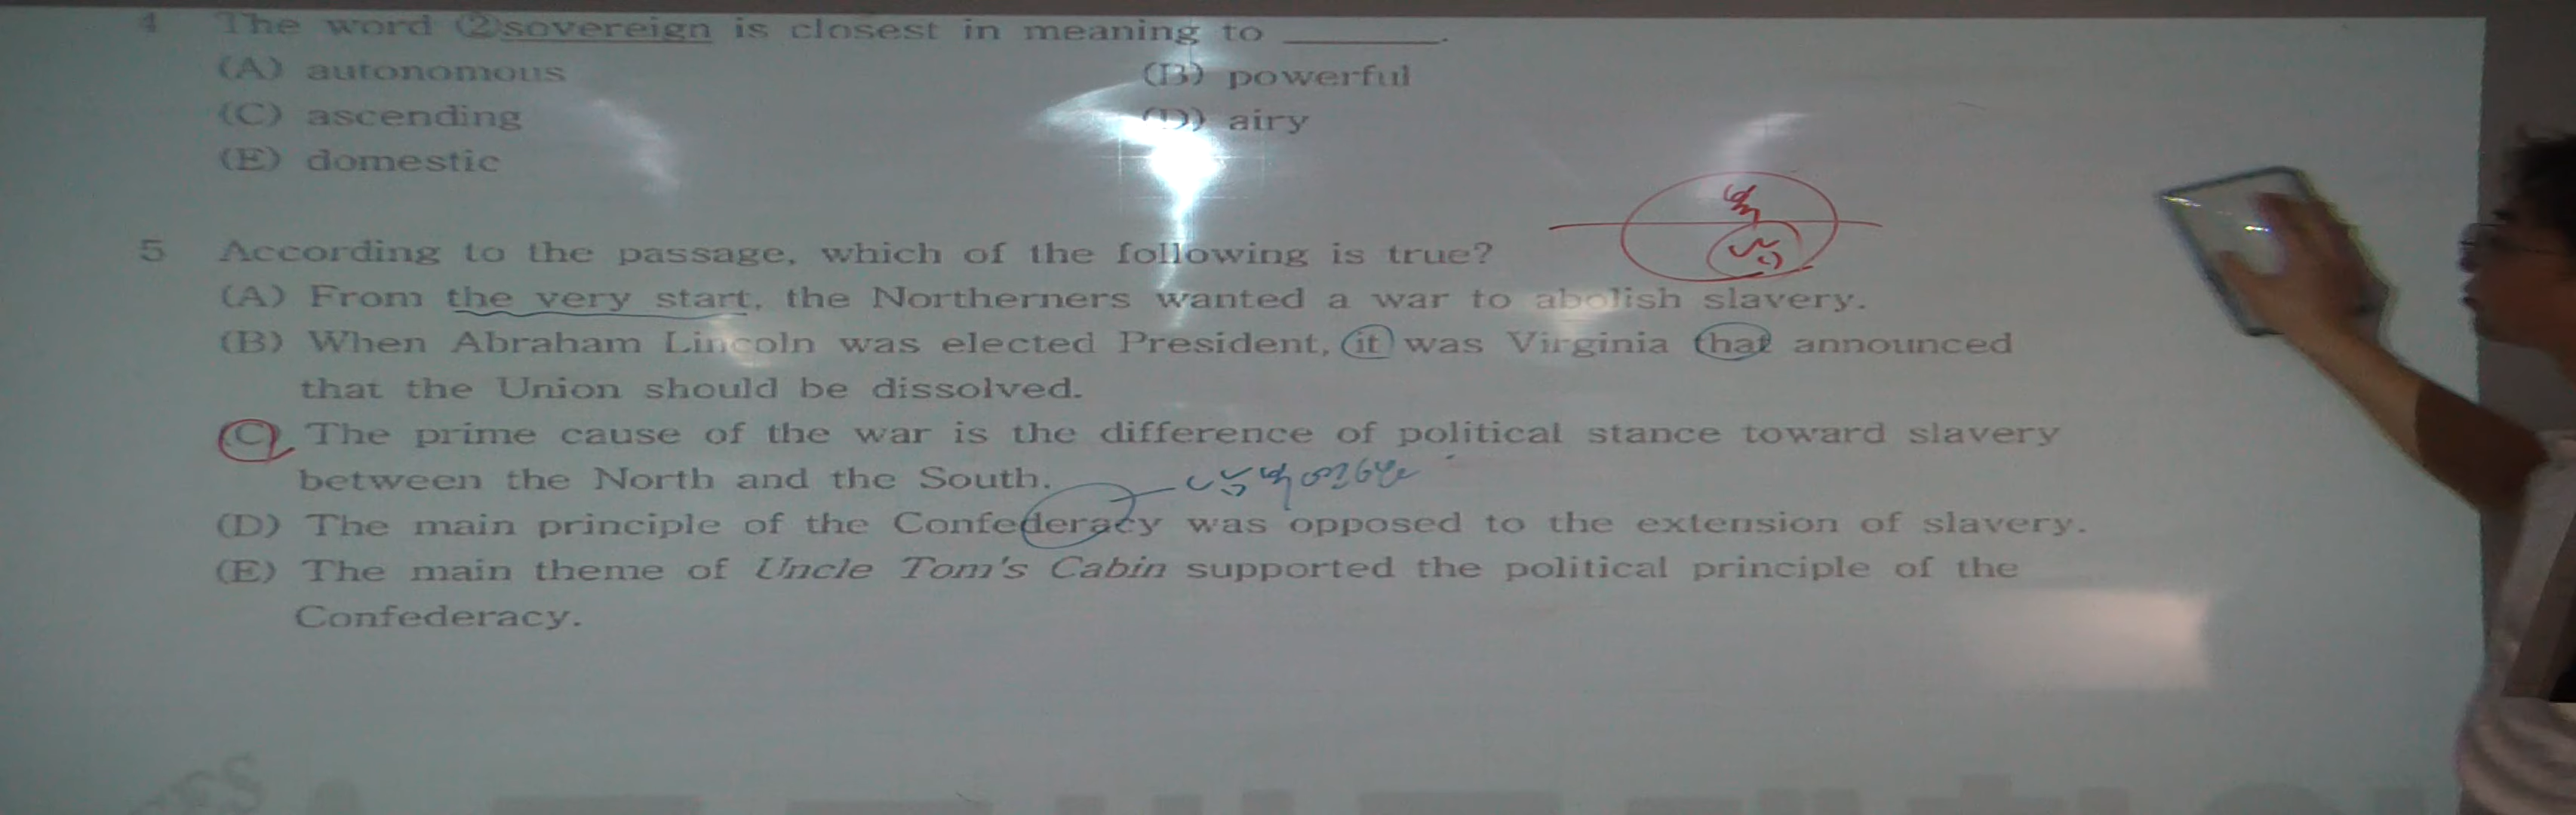 4 The word ②sovereign is closest in meaning to ______.
(A) autonomous (B) powerful
(C) ascending (D) airy
(E) domestic
5 According to the passage, which of the following is true?
(A) From the very start, the Northerners wanted a war to abolish slavery.
(B) When Abraham Lincoln was elected President, it was Virginia that announced
that the Union should be dissolved.
(C) The prime cause of the war is the difference of political stance toward slavery
between the North and the South.
(D) The main principle of the Confederacy was opposed to the extension of slavery.
(E) The main theme of Uncle Tom's Cabin supported the political principle of the
Confederacy.